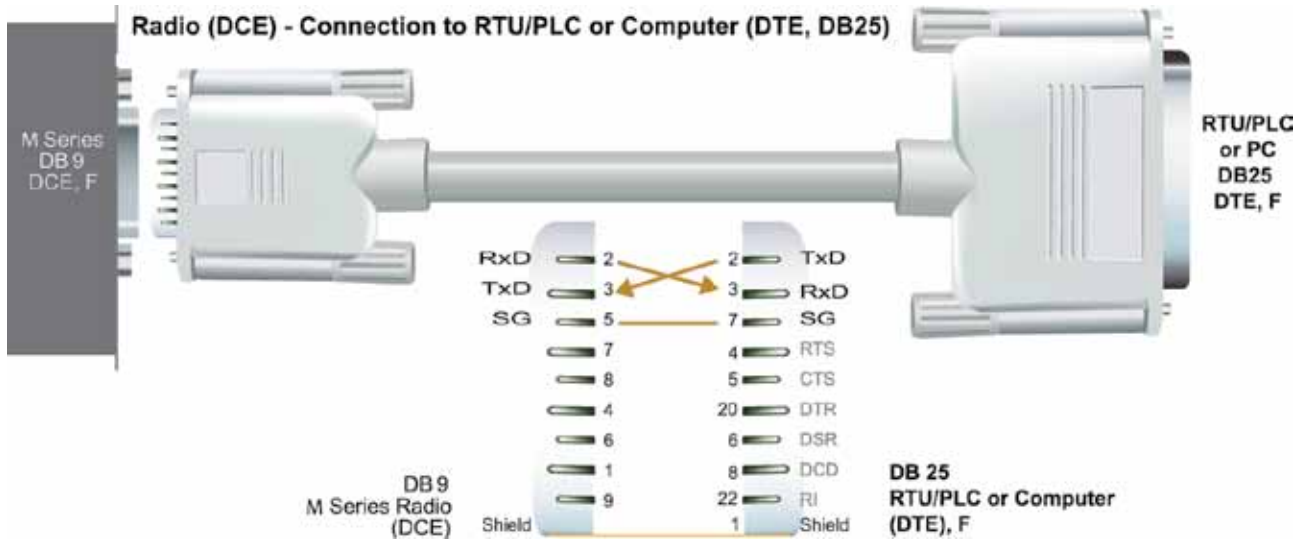 Radio (DCE) - Connection to RTU/PLC or Computer (DTE, DB25)
M Series
DB 9
DCE, F
RTU/PLC
or PC
DB25
DTE, F
RxD 2 2 TxD
TxD 3 3 RxD
SG 5 7 SG
7 4 RTS
8 5 CTS
4 20 DTR
6 6 DSR
1 8 DCD
9 22 RI
Shield 1 Shield
DB 9
M Series Radio
(DCE)
DB 25
RTU/PLC or Computer
(DTE), F